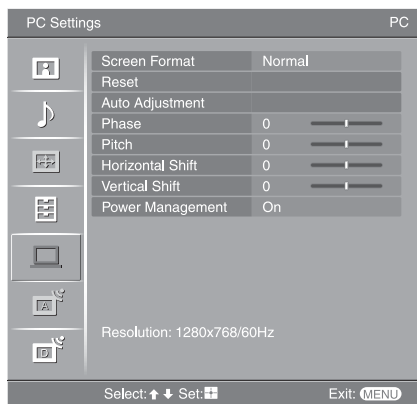 PC Settings PC
Screen Format Normal
Reset
Auto Adjustment
Phase 0
Pitch 0
Horizontal Shift 0
Vertical Shift 0
Power Management On
A
D
Resolution: 1280x768/60Hz
Select: Set: Exit: MENU